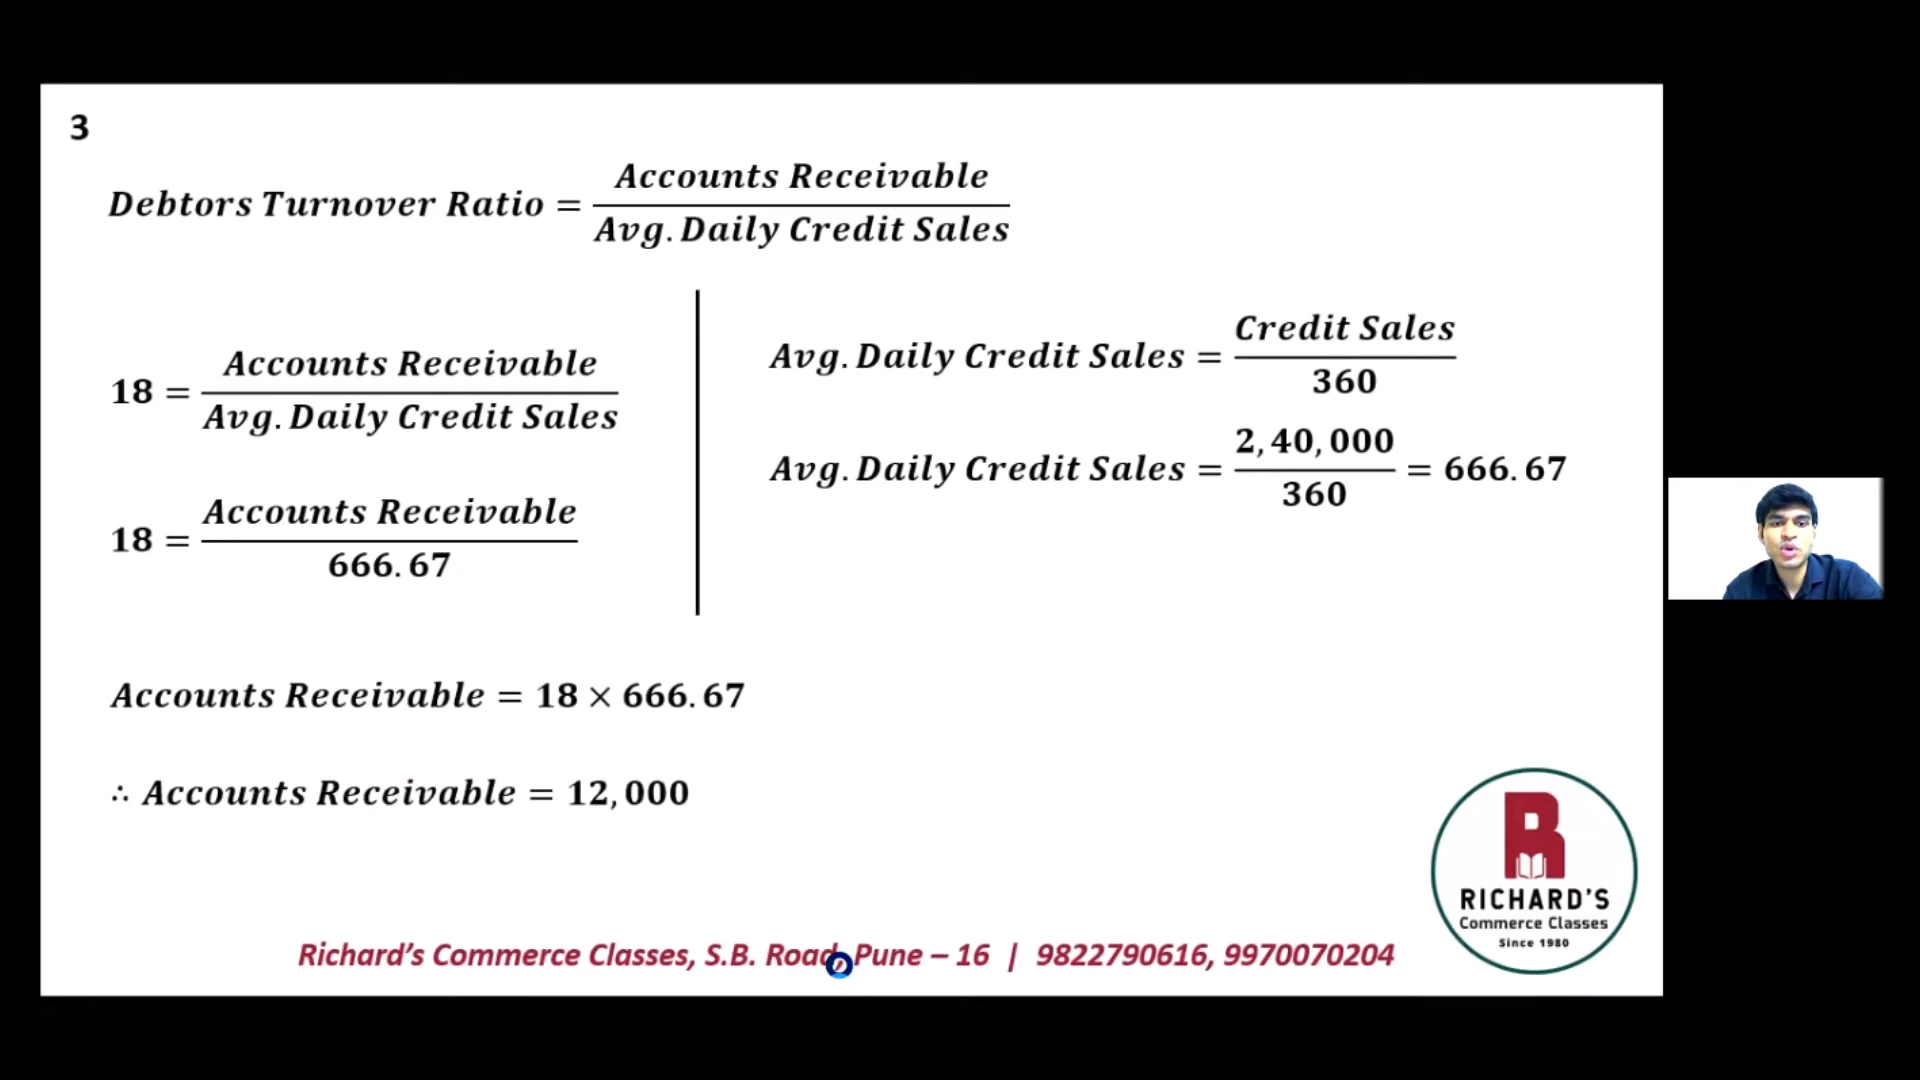 3
Debtors Turnover Ratio = Accounts Receivable / Avg. Daily Credit Sales
18 = Accounts Receivable / Avg. Daily Credit Sales
18 = Accounts Receivable / 666.67
Avg. Daily Credit Sales = Credit Sales / 360
Avg. Daily Credit Sales = 2,40,000 / 360 = 666.67
Accounts Receivable = 18 × 666.67
∴ Accounts Receivable = 12,000
R
RICHARD'S
Commerce Classes
Since 1980
Richard's Commerce Classes, S.B. Road, Pune – 16 | 9822790616, 9970070204